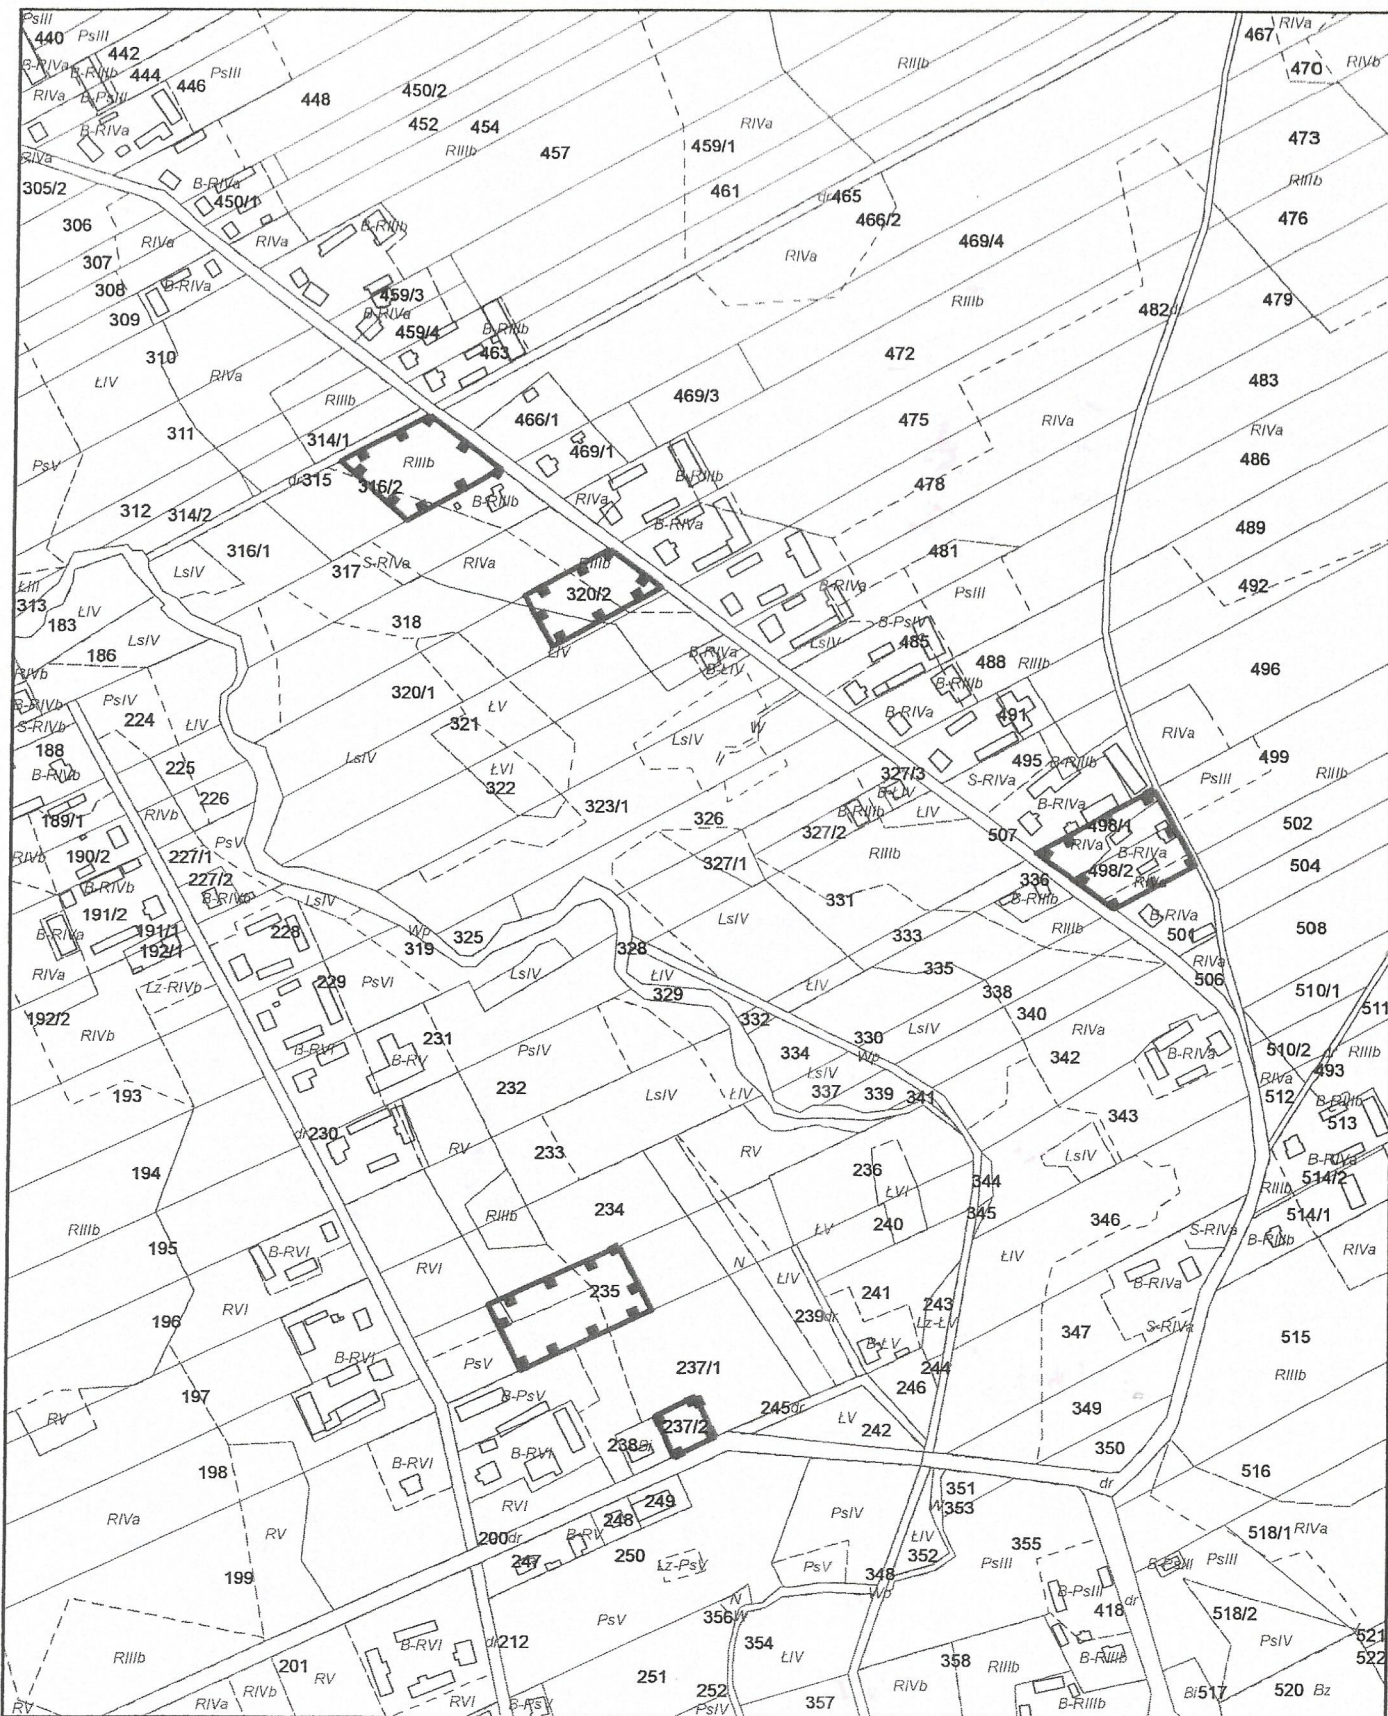 PsIII
440
PsIII
442
B-RIVa
B-RIIIb
444
PsIII
446
RIVa
B-PsIII
448
450/2
B-RIVa
452
454
RIIIb
457
RIIIb
RIVa
459/1
461
467
RIVa
470
RIVb
473
RIIIb
476
RIVa
305/2
B-RIVa
450/1
306
RIVa
RIVa
B-RIIIb
dr465
466/2
469/4
RIVa
307
308
B-RIVa
309
459/3
B-RIVa
459/4
B-RIIIb
463
RIIIb
482dr
479
310
ŁIV
RIVa
472
483
RIIIb
469/3
466/1
475
RIVa
RIVa
311
314/1
469/1
486
PsV
RIIIb
dr315
316/2
B-RIIIb
B-RIIIb
478
312
314/2
RIVa
B-RIVa
489
316/1
LsIV
317
S-RIVa
RIVa
RIIIb
481
492
ŁIII
313
183
ŁIV
320/2
B-RIVa
PsIII
318
LsIV
186
ŁIV
B-PsIV
485
LsIV
488
RIIIb
496
RIVb
B-RIVa
B-ŁIV
B-RIIIb
B-RIVb
PsIV
224
320/1
ŁV
321
B-RIVa
491
S-RIVb
ŁIV
LsIV
W
RIVa
188
B-RIVb
225
LsIV
ŁVI
322
327/3
B-ŁIV
S-RIVa
495
B-RIIIb
499
PsIII
RIIIb
226
323/1
B-RIIIb
ŁIV
B-RIVa
189/1
RIVb
326
327/2
507
498/1
RIVa
502
190/2
PsV
227/1
RIVb
327/1
RIIIb
B-RIVa
504
227/2
B-RIVb
B-RIVb
336
498/2
RIVa
B-RIIIb
191/2
LsIV
331
B-RIVa
191/1
B-RIVa
192/1
228
Wp
319
325
LsIV
333
RIIIb
501
508
328
RIVa
Lz-RIVb
229
PsVI
LsIV
ŁIV
335
RIVa
506
192/2
329
ŁIV
338
510/1
RIVb
231
332
340
511
B-RVI
B-RV
PsIV
330
LsIV
RIVa
342
B-RIVa
510/2
RIIIb
193
232
LsIV
334
Wp
dr
493
ŁIV
LsIV
337
339
341
RIVa
512
B-RIIIb
513
dr230
343
RV
233
RV
236
LsIV
B-RIVa
194
ŁVI
344
514/2
RIIIb
RIIIb
RIIIb
234
240
345
346
514/1
ŁV
S-RIVa
B-RIIIb
RIVa
195
B-RVI
RVI
N
ŁIV
ŁIV
B-RIVa
RVI
235
241
239dr
243
196
Lz-ŁV
347
S-RIVa
515
B-RVI
PsV
B-ŁV
237/1
244
197
B-PsV
246
RIIIb
RV
245dr
ŁV
349
237/2
242
350
238
Bi
198
B-RVI
B-RVI
516
dr
RVI
249
351
W
353
RIVa
RV
200dr
248
PsIV
518/1
RIVa
B-RV
247
250
ŁIV
355
Lz-PsV
PsV
352
PsIII
B-PsIII
PsIII
199
348
Wp
B-PsIII
418
dr
N
356
W
PsV
518/2
RIIIb
B-RVI
dr212
354
PsIV
521
522
201
ŁIV
358
RIIIb
B-RIIIb
RV
251
RIVb
RIVb
252
RV
RIVa
RVI
B-PsV
PsIV
357
B-RIIIb
Bi
517
520
Bz